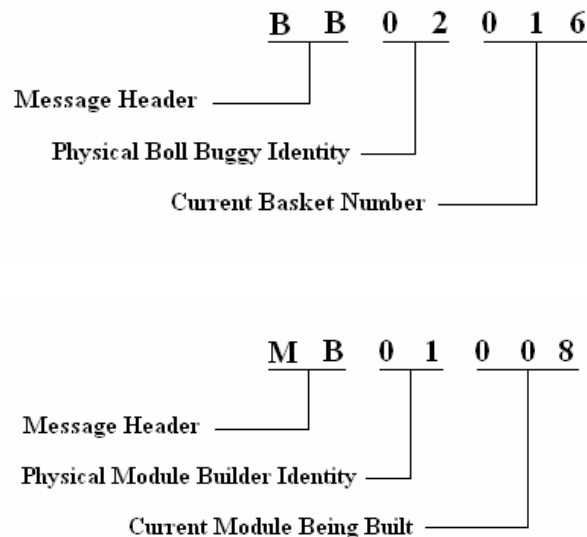 B B 0 2 0 1 6
Message Header
Physical Boll Buggy Identity
Current Basket Number
M B 0 1 0 0 8
Message Header
Physical Module Builder Identity
Current Module Being Built